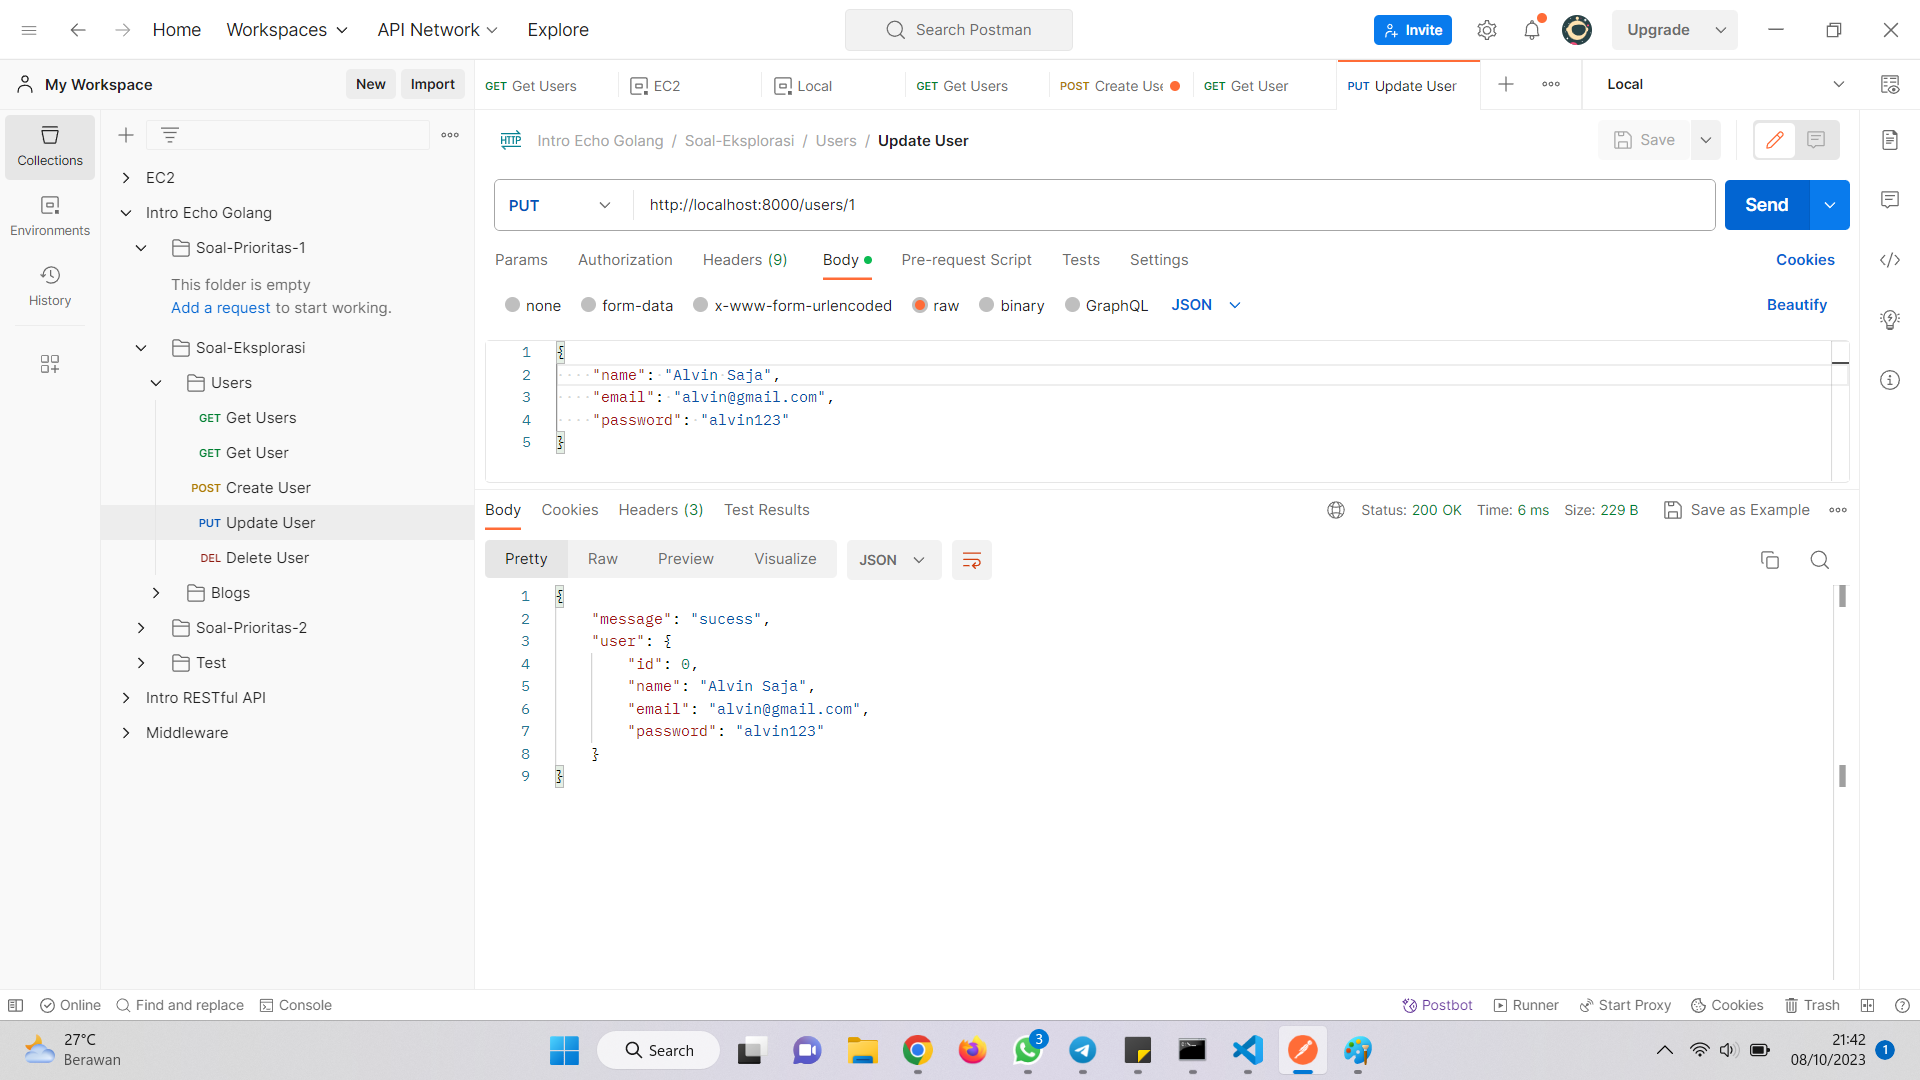 Home Workspaces API Network Explore Search Postman Invite Upgrade
My Workspace New Import GET Get Users EC2 Local GET Get Users POST Create Use GET Get User PUT Update User Local
Collections
Environments
History
EC2
Intro Echo Golang
Soal-Prioritas-1
This folder is empty
Add a request to start working.
Soal-Eksplorasi
Users
GET Get Users
GET Get User
POST Create User
PUT Update User
DEL Delete User
Blogs
Soal-Prioritas-2
Test
Intro RESTful API
Middleware
HTTP Intro Echo Golang / Soal-Eksplorasi / Users / Update User Save
PUT http://localhost:8000/users/1 Send
Params Authorization Headers (9) Body Pre-request Script Tests Settings Cookies
none form-data x-www-form-urlencoded raw binary GraphQL JSON Beautify
1 {
2 "name": "Alvin Saja",
3 "email": "alvin@gmail.com",
4 "password": "alvin123"
5 }
Body Cookies Headers (3) Test Results Status: 200 OK Time: 6 ms Size: 229 B Save as Example
Pretty Raw Preview Visualize JSON
1 {
2 "message": "sucess",
3 "user": {
4 "id": 0,
5 "name": "Alvin Saja",
6 "email": "alvin@gmail.com",
7 "password": "alvin123"
8 }
9 }
Online Find and replace Console Postbot Runner Start Proxy Cookies Trash
27°C
Berawan
Search
3
21:42
08/10/2023
1